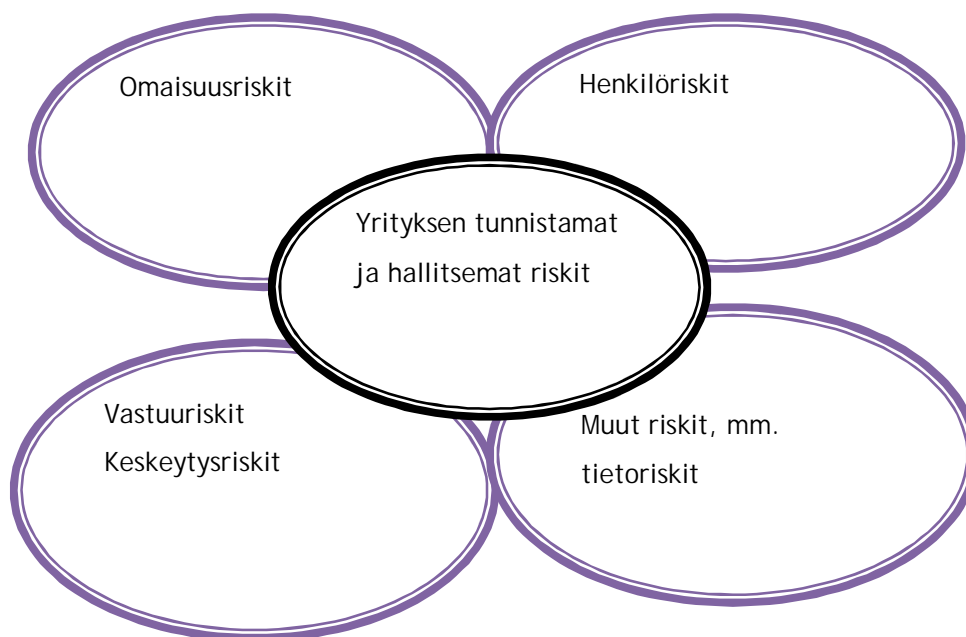 Omaisuusriskit
Henkilöriskit
Yrityksen tunnistamat
ja hallitsemat riskit
Vastuuriskit
Keskeytysriskit
Muut riskit, mm.
tietoriskit